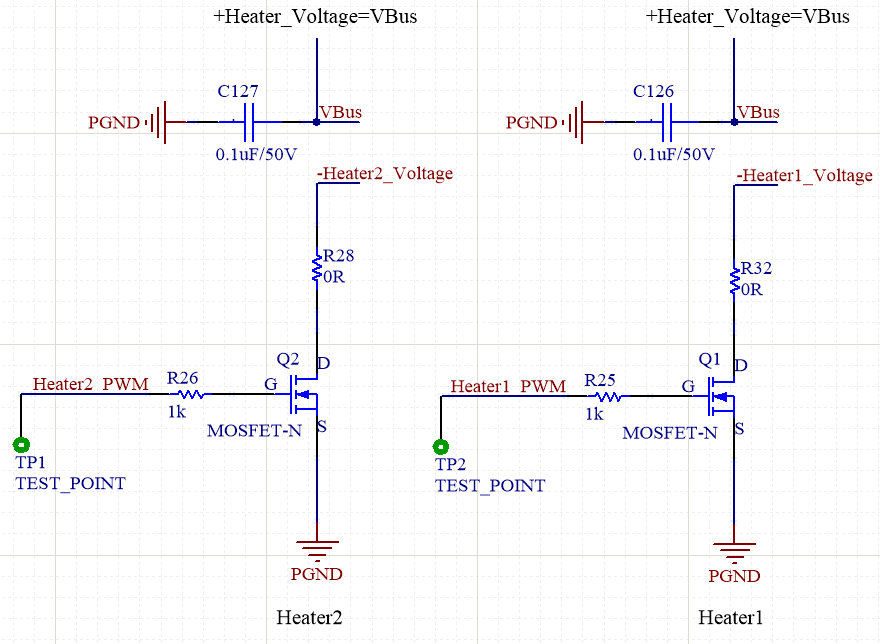 +Heater_Voltage=VBus
C127
VBus
PGND
0.1uF/50V
-Heater2_Voltage
R28
0R
Q2
D
Heater2_PWM
R26
G
1k
MOSFET-N
S
TP1
TEST_POINT
PGND
Heater2
+Heater_Voltage=VBus
C126
VBus
PGND
0.1uF/50V
-Heater1_Voltage
R32
0R
Q1
D
Heater1_PWM
R25
G
1k
MOSFET-N
S
TP2
TEST_POINT
PGND
Heater1